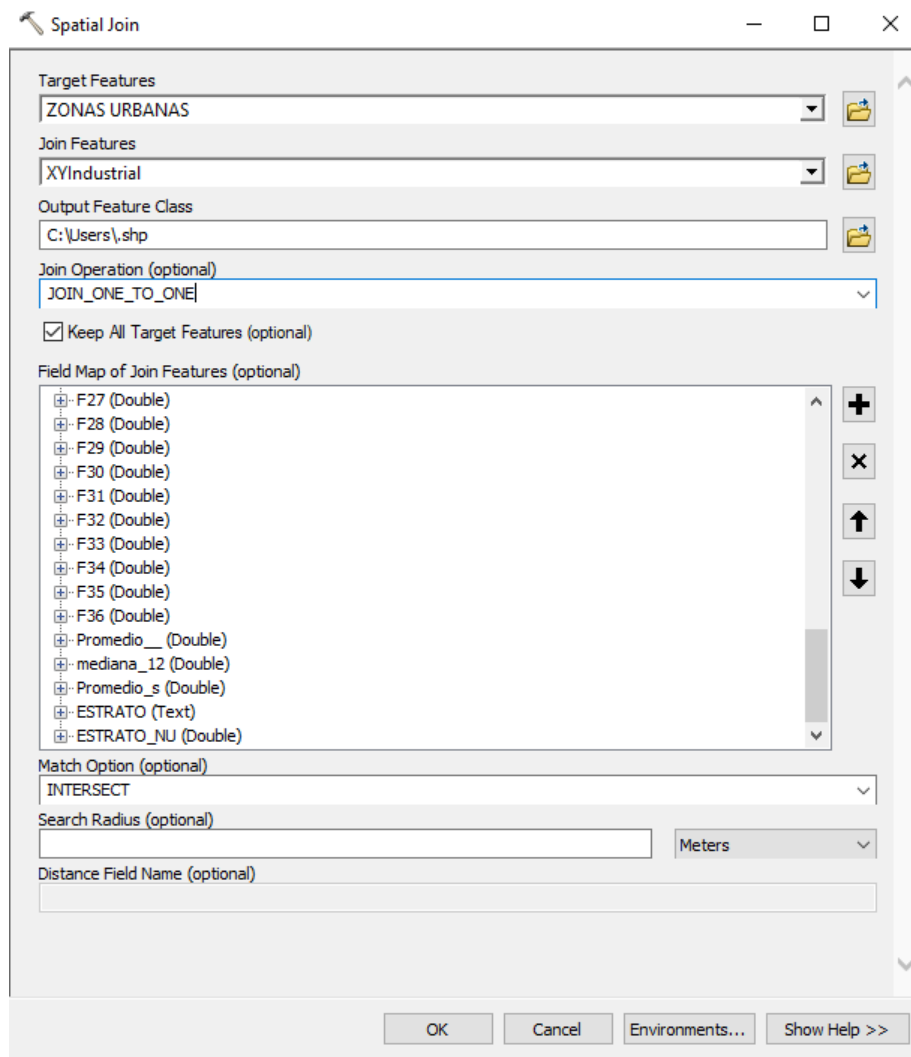 Spatial Join
Target Features
ZONAS URBANAS
Join Features
XYIndustrial
Output Feature Class
C:\Users\.shp
Join Operation (optional)
JOIN_ONE_TO_ONE
Keep All Target Features (optional)
Field Map of Join Features (optional)
F27 (Double)
F28 (Double)
F29 (Double)
F30 (Double)
F31 (Double)
F32 (Double)
F33 (Double)
F34 (Double)
F35 (Double)
F36 (Double)
Promedio__ (Double)
mediana_12 (Double)
Promedio_s (Double)
ESTRATO (Text)
ESTRATO_NU (Double)
Match Option (optional)
INTERSECT
Search Radius (optional)
Meters
Distance Field Name (optional)
OK Cancel Environments... Show Help >>